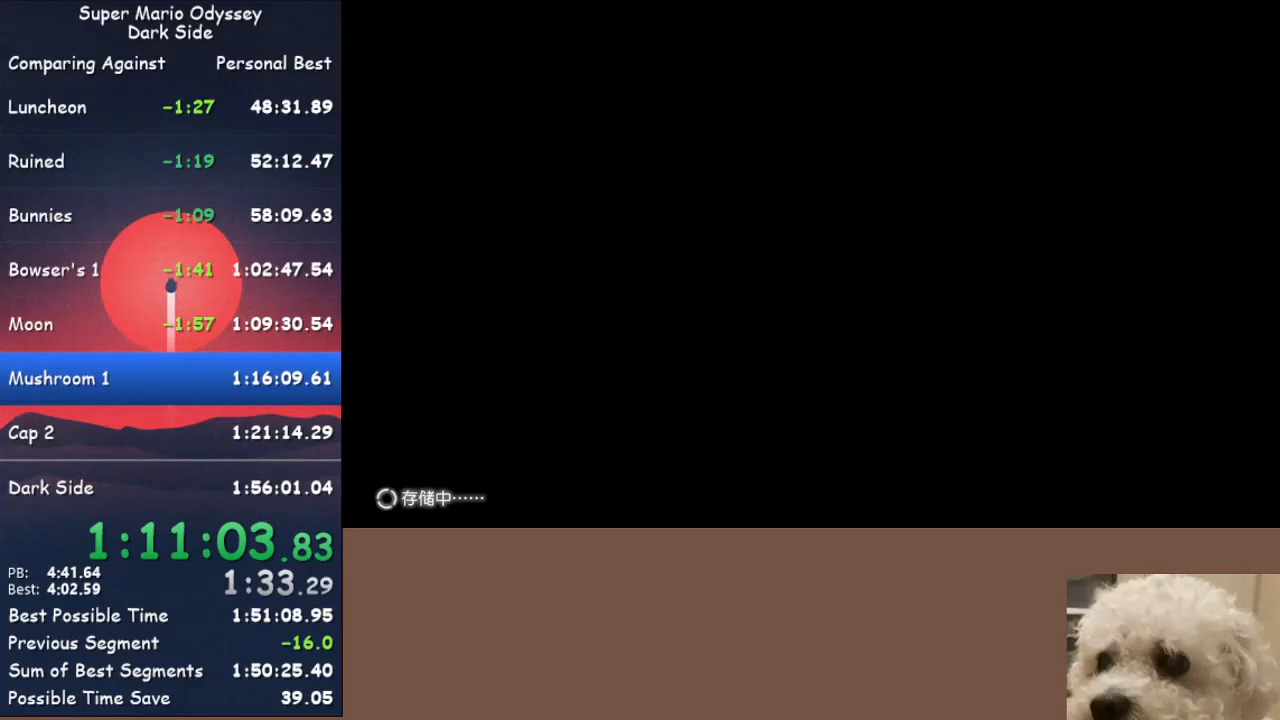 Super Mario Odyssey
Dark Side
Comparing Against Personal Best
Luncheon -1:27 48:31.89
Ruined -1:19 52:12.47
Bunnies -1:09 58:09.63
Bowser's 1 -1:41 1:02:47.54
Moon -1:57 1:09:30.54
Mushroom 1 1:16:09.61
Cap 2 1:21:14.29
Dark Side 1:56:01.04
1:11:03.83
PB: 4:41.64
Best: 4:02.59
1:33.29
Best Possible Time 1:51:08.95
Previous Segment -16.0
Sum of Best Segments 1:50:25.40
Possible Time Save 39.05
存储中……